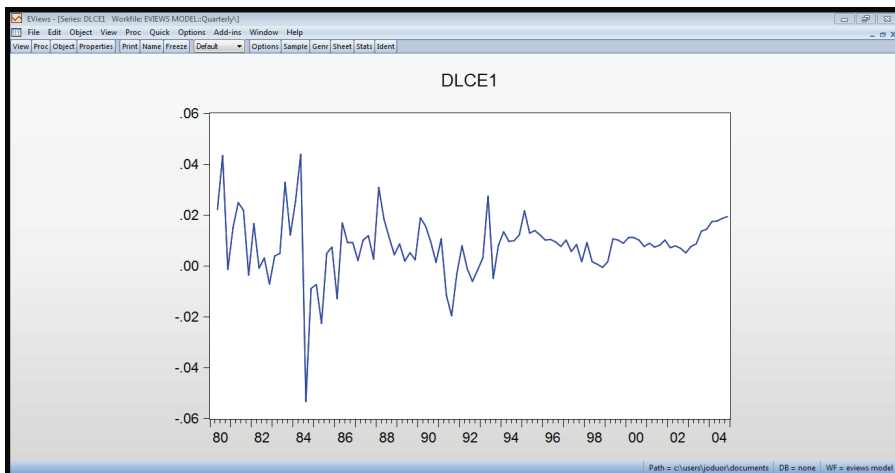 EViews - [Series: DLCE1 Workfile: EVIEWS MODEL::Quarterly\]
File Edit Object View Proc Quick Options Add-ins Window Help
View Proc Object Properties Print Name Freeze Default Options Sample Genr Sheet Stats Ident
DLCE1
.06
.04
.02
.00
-.02
-.04
-.06
80 82 84 86 88 90 92 94 96 98 00 02 04
Path = c:\users\joduor\documents DB = none WF = eviews model